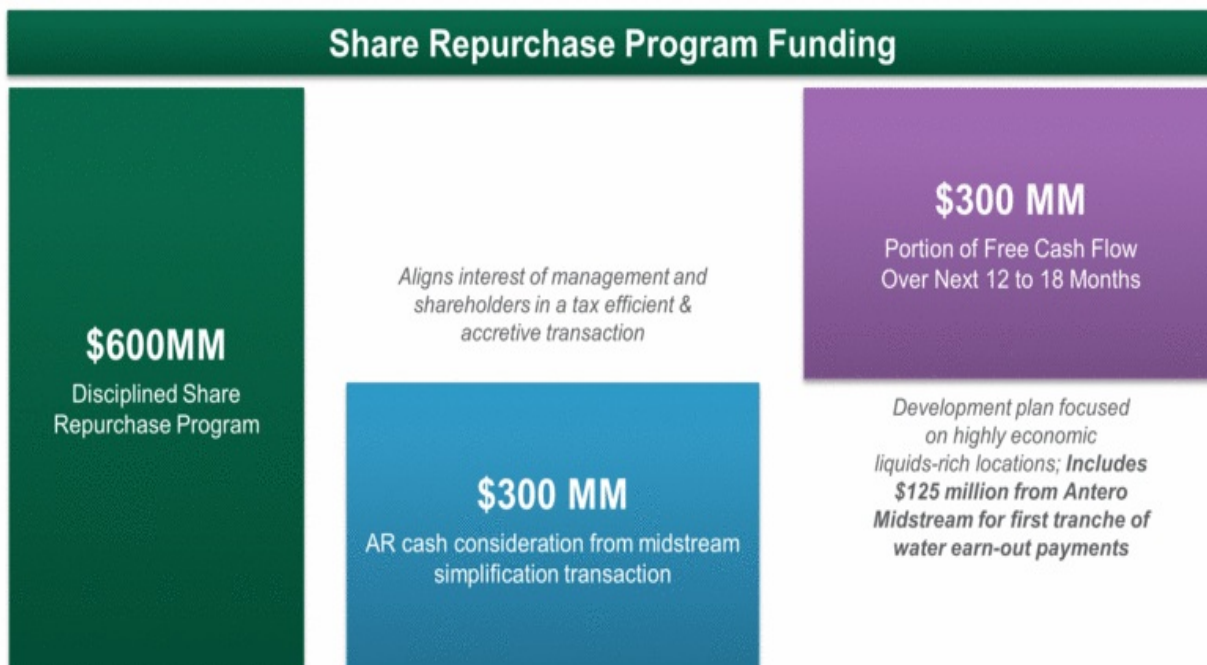 Share Repurchase Program Funding
$600MM
Disciplined Share
Repurchase Program
Aligns interest of management and
shareholders in a tax efficient &
accretive transaction
$300 MM
AR cash consideration from midstream
simplification transaction
$300 MM
Portion of Free Cash Flow
Over Next 12 to 18 Months
Development plan focused
on highly economic
liquids-rich locations; Includes
$125 million from Antero
Midstream for first tranche of
water earn-out payments